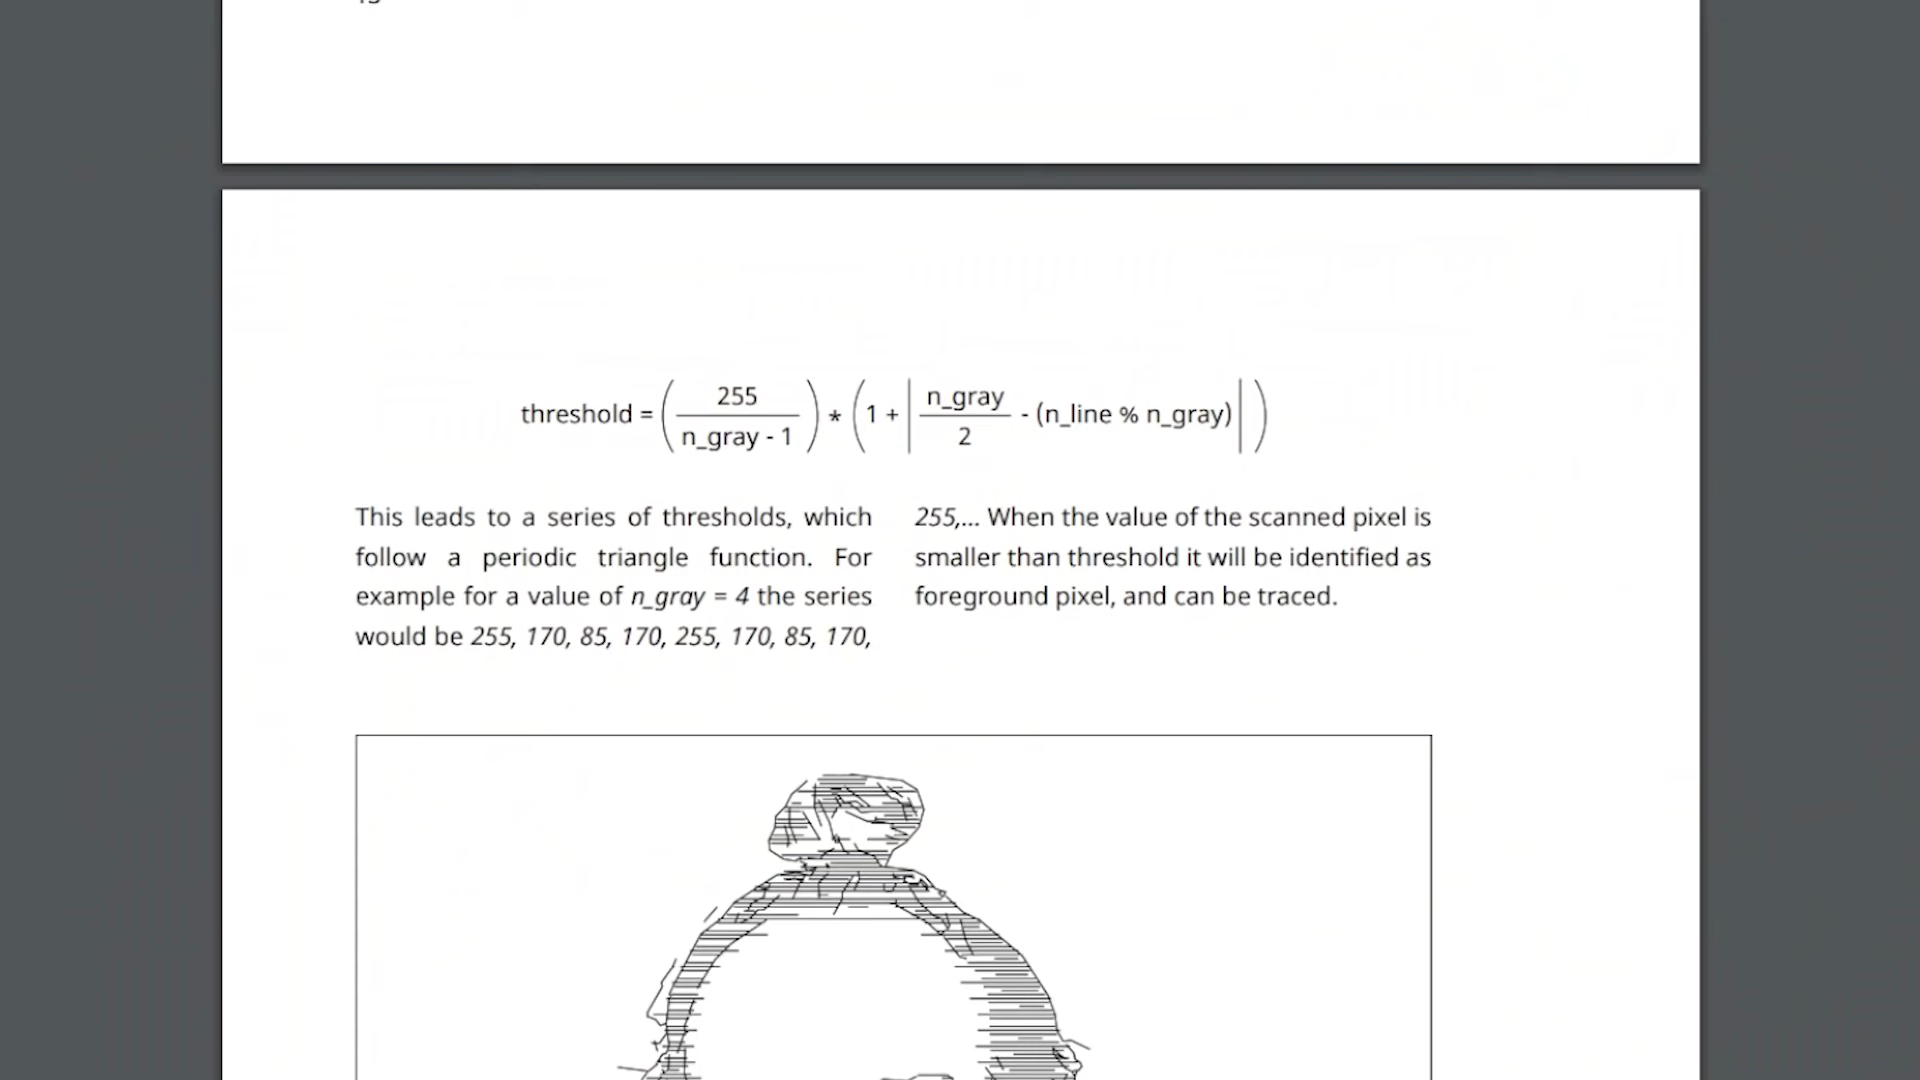 threshold = ( 255 / n_gray - 1 ) * ( 1 + | n_gray / 2 - (n_line % n_gray) | )
This leads to a series of thresholds, which
follow a periodic triangle function. For
example for a value of n_gray = 4 the series
would be 255, 170, 85, 170, 255, 170, 85, 170,
255,... When the value of the scanned pixel is
smaller than threshold it will be identified as
foreground pixel, and can be traced.